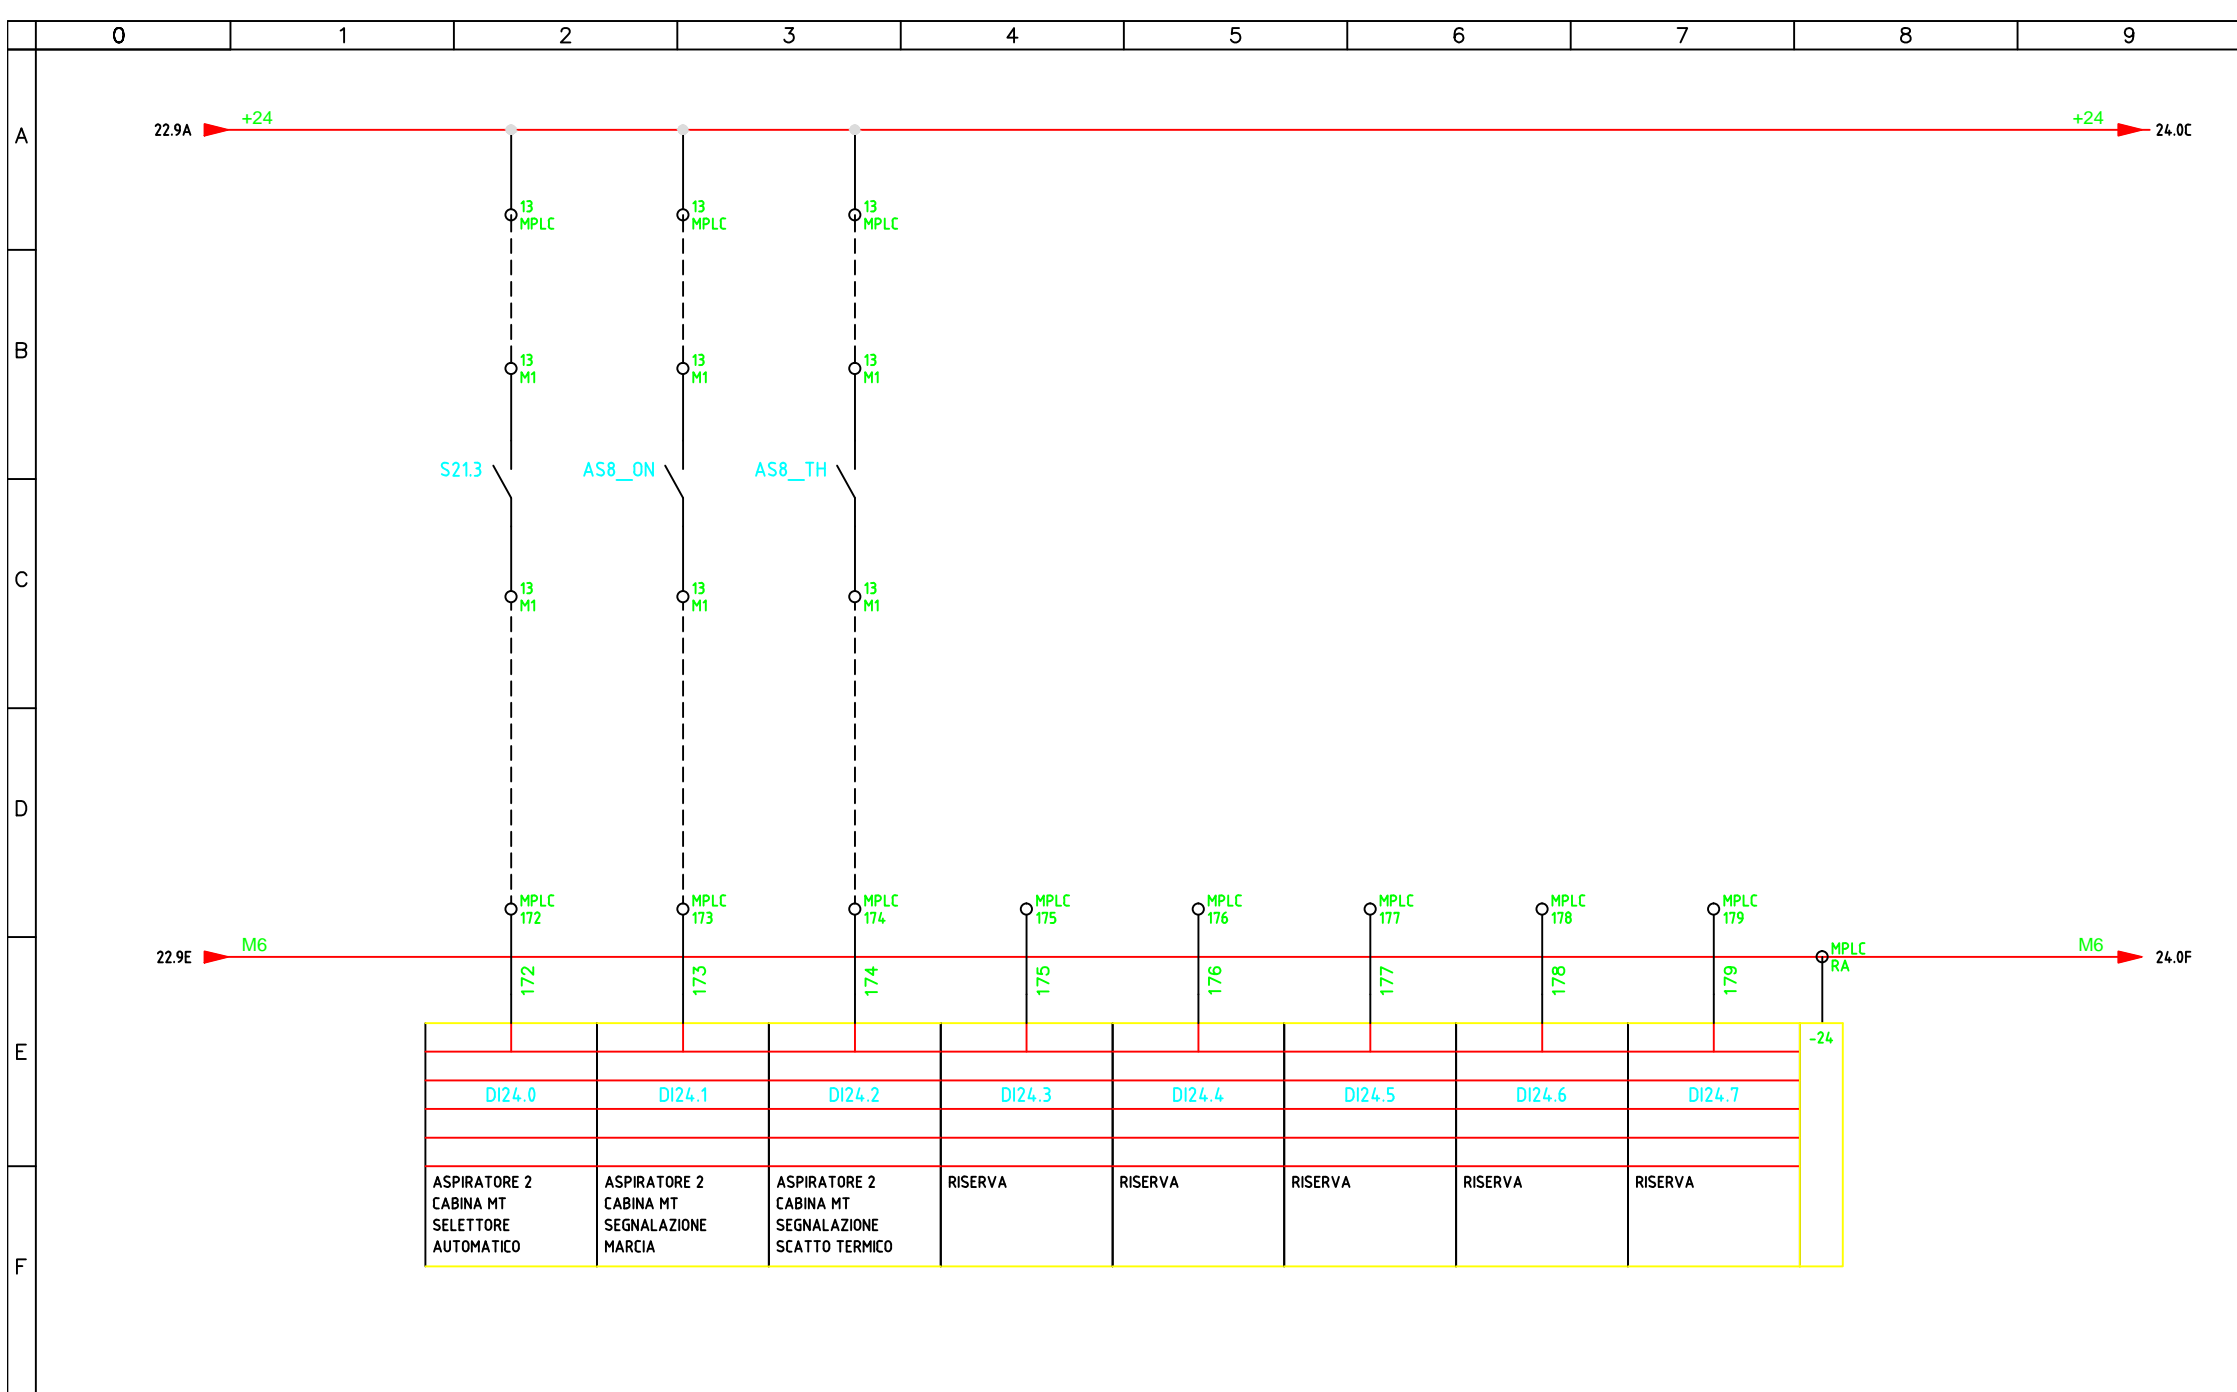 0 1 2 3 4 5 6 7 8 9
A
22.9A +24 +24 24.0C
13 13 13
MPLC MPLC MPLC
B
13 13 13
M1 M1 M1
S21.3 AS8__ON AS8__TH
C
13 13 13
M1 M1 M1
D
MPLC MPLC MPLC MPLC MPLC MPLC MPLC MPLC
172 173 174 175 176 177 178 179
22.9E M6 M6 24.0F
MPLC
RA
172 173 174 175 176 177 178 179
E
-24
DI24.0 DI24.1 DI24.2 DI24.3 DI24.4 DI24.5 DI24.6 DI24.7
ASPIRATORE 2
CABINA MT
SELETTORE
AUTOMATICO
ASPIRATORE 2
CABINA MT
SEGNALAZIONE
MARCIA
ASPIRATORE 2
CABINA MT
SEGNALAZIONE
SCATTO TERMICO
RISERVA
RISERVA
RISERVA
RISERVA
RISERVA
F